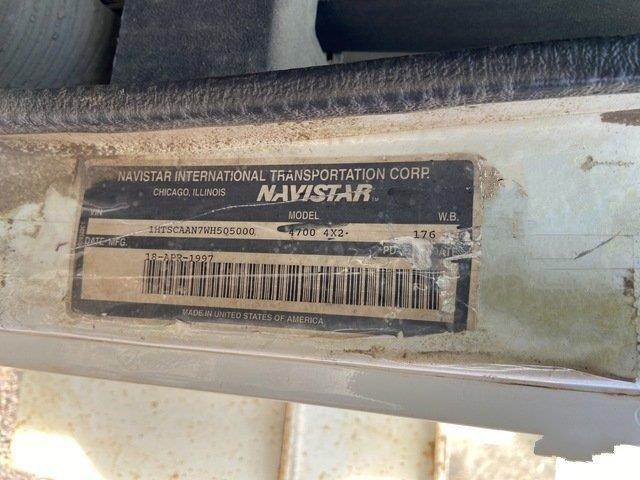 NAVISTAR INTERNATIONAL TRANSPORTATION CORP.
CHICAGO, ILLINOIS NAVISTAR
VIN MODEL W.B.
1HTSCAAN7WH505000 4700 4X2 176
DATE MFG.
18-APR-1997
MADE IN UNITED STATES OF AMERICA